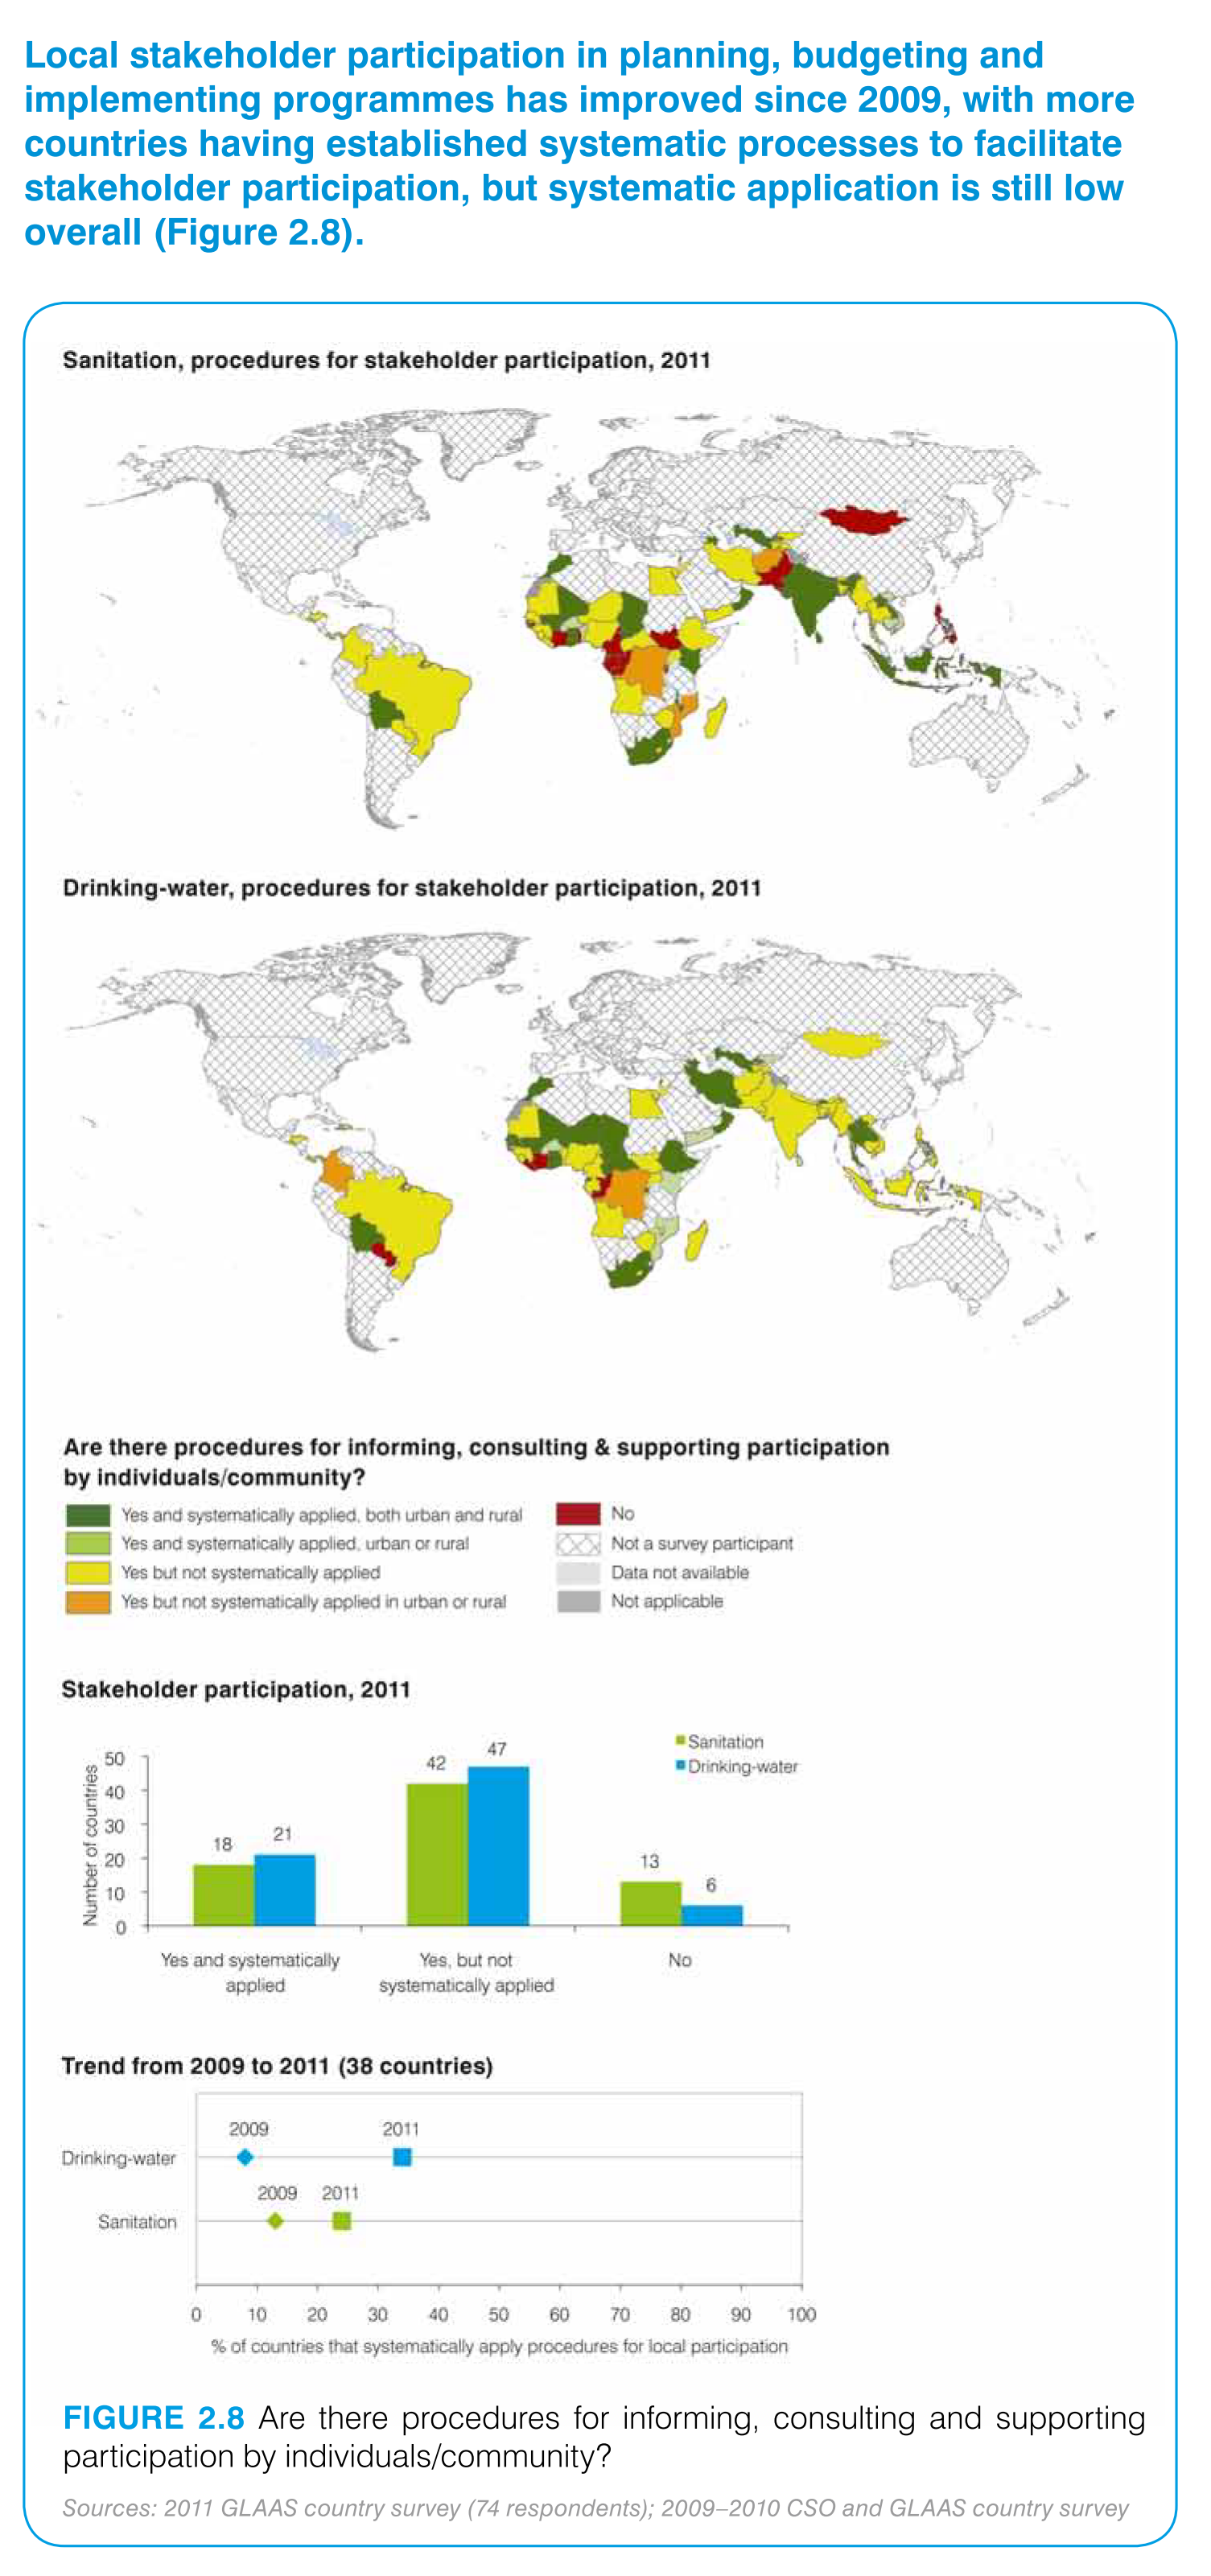 Local stakeholder participation in planning, budgeting and
implementing programmes has improved since 2009, with more
countries having established systematic processes to facilitate
stakeholder participation, but systematic application is still low
overall (Figure 2.8).
Sanitation, procedures for stakeholder participation, 2011
Drinking-water, procedures for stakeholder participation, 2011
Are there procedures for informing, consulting & supporting participation
by individuals/community?
Yes and systematically applied, both urban and rural
Yes and systematically applied, urban or rural
Yes but not systematically applied
Yes but not systematically applied in urban or rural
No
Not a survey participant
Data not available
Not applicable
Stakeholder participation, 2011
Number of countries
50
40
30
20
10
0
18
21
42
47
13
6
Sanitation
Drinking-water
Yes and systematically
applied
Yes, but not
systematically applied
No
Trend from 2009 to 2011 (38 countries)
2009 2011
Drinking-water
2009 2011
Sanitation
0 10 20 30 40 50 60 70 80 90 100
% of countries that systematically apply procedures for local participation
FIGURE 2.8 Are there procedures for informing, consulting and supporting
participation by individuals/community?
Sources: 2011 GLAAS country survey (74 respondents); 2009–2010 CSO and GLAAS country survey